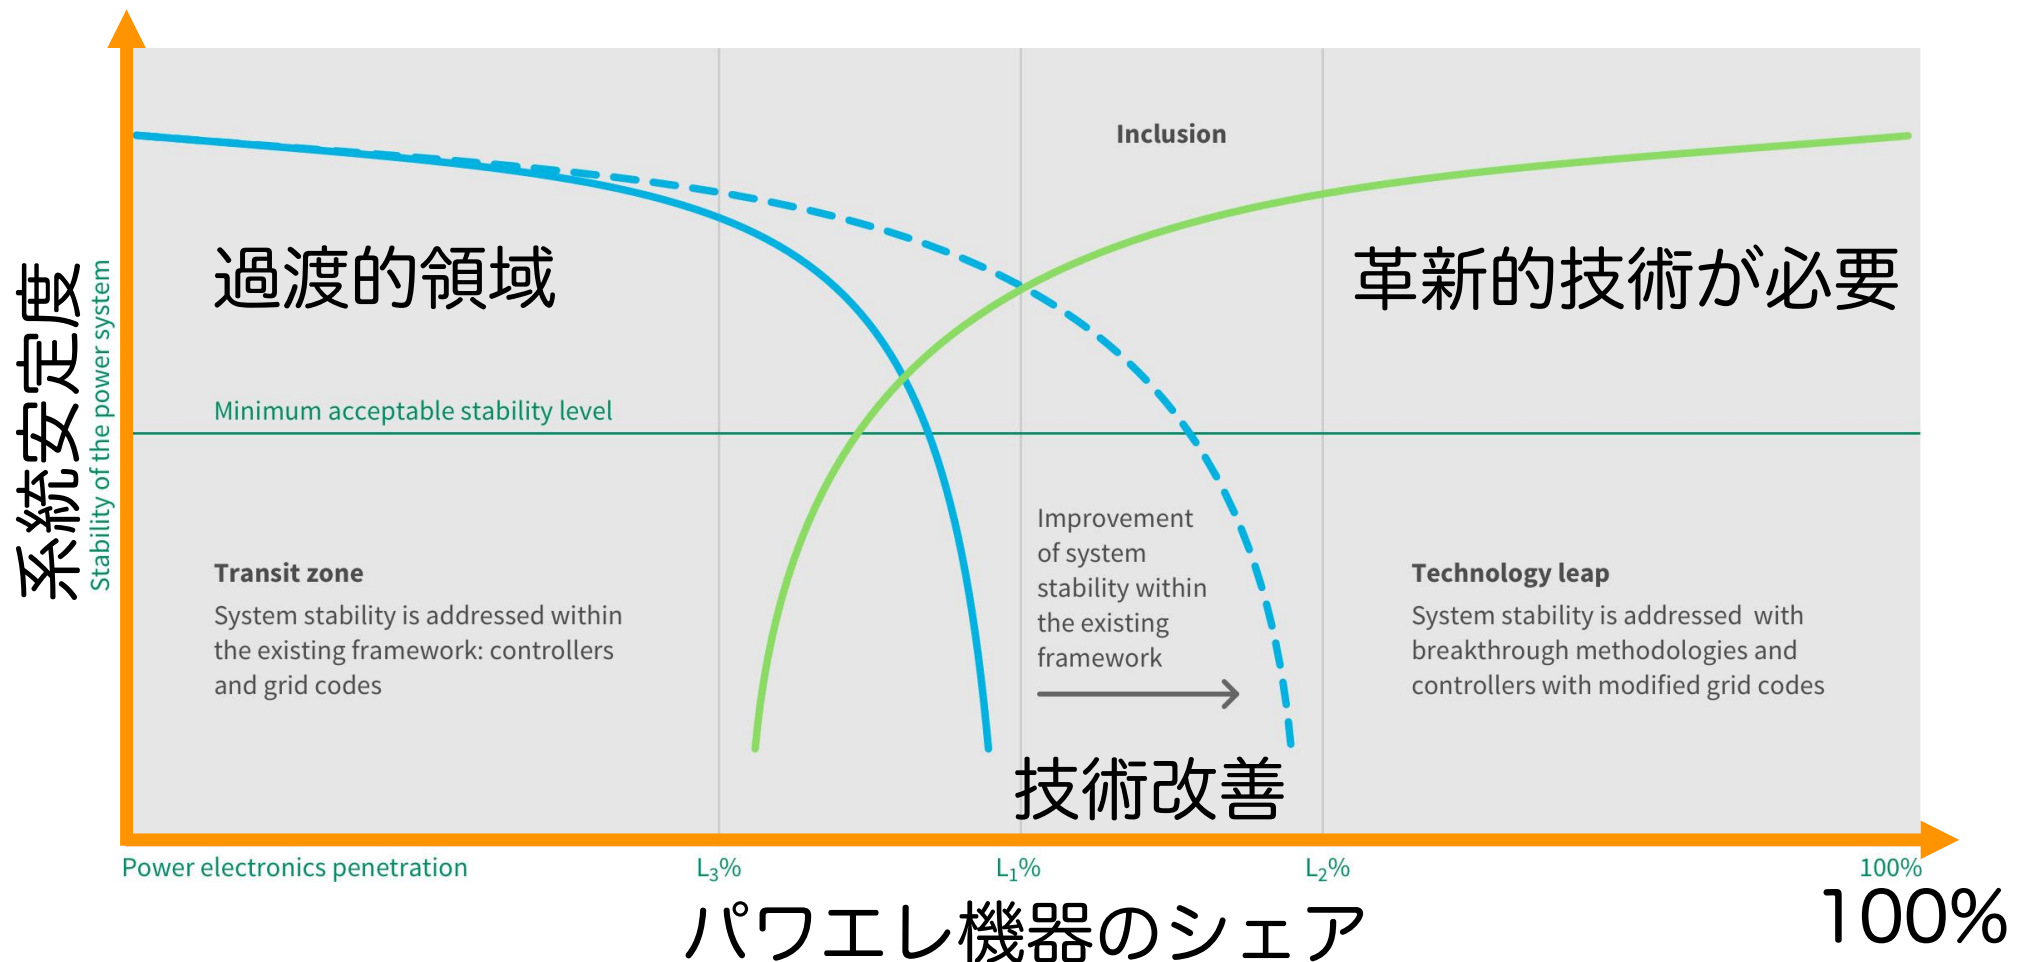 Inclusion
過渡的領域
革新的技術が必要
系統安定度
Stability of the power system
Minimum acceptable stability level
Transit zone
System stability is addressed within
the existing framework: controllers
and grid codes
Improvement
of system
stability within
the existing
framework
Technology leap
System stability is addressed with
breakthrough methodologies and
controllers with modified grid codes
技術改善
Power electronics penetration
L₃%
L₁%
L₂%
100%
パワエレ機器のシェア
100%